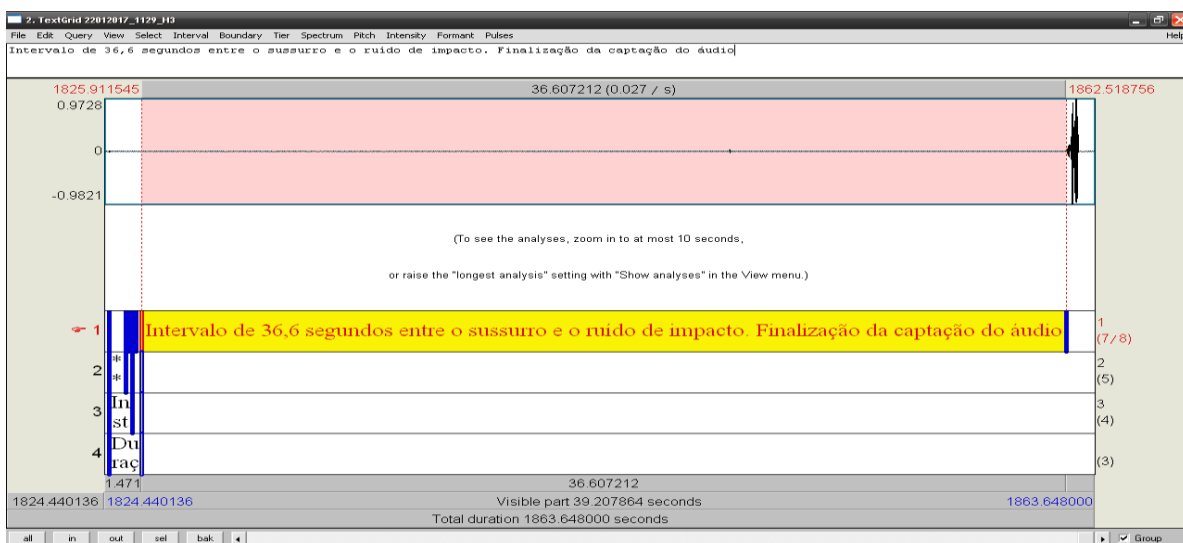 2. TextGrid 22012017_1129_H3
File Edit Query View Select Interval Boundary Tier Spectrum Pitch Intensity Formant Pulses Help
Intervalo de 36,6 segundos entre o sussurro e o ruído de impacto. Finalização da captação do áudio
1825.911545 36.607212 (0.027 / s) 1862.518756
0.9728
0
-0.9821
(To see the analyses, zoom in to at most 10 seconds,
or raise the "longest analysis" setting with "Show analyses" in the View menu.)
1 Intervalo de 36,6 segundos entre o sussurro e o ruído de impacto. Finalização da captação do áudio 1
(7/8)
2 * 2
* (5)
3 In 3
st (4)
4 Du
raç (3)
1.471 36.607212
1824.440136 1824.440136 Visible part 39.207864 seconds 1863.648000
Total duration 1863.648000 seconds
all in out sel bak Group